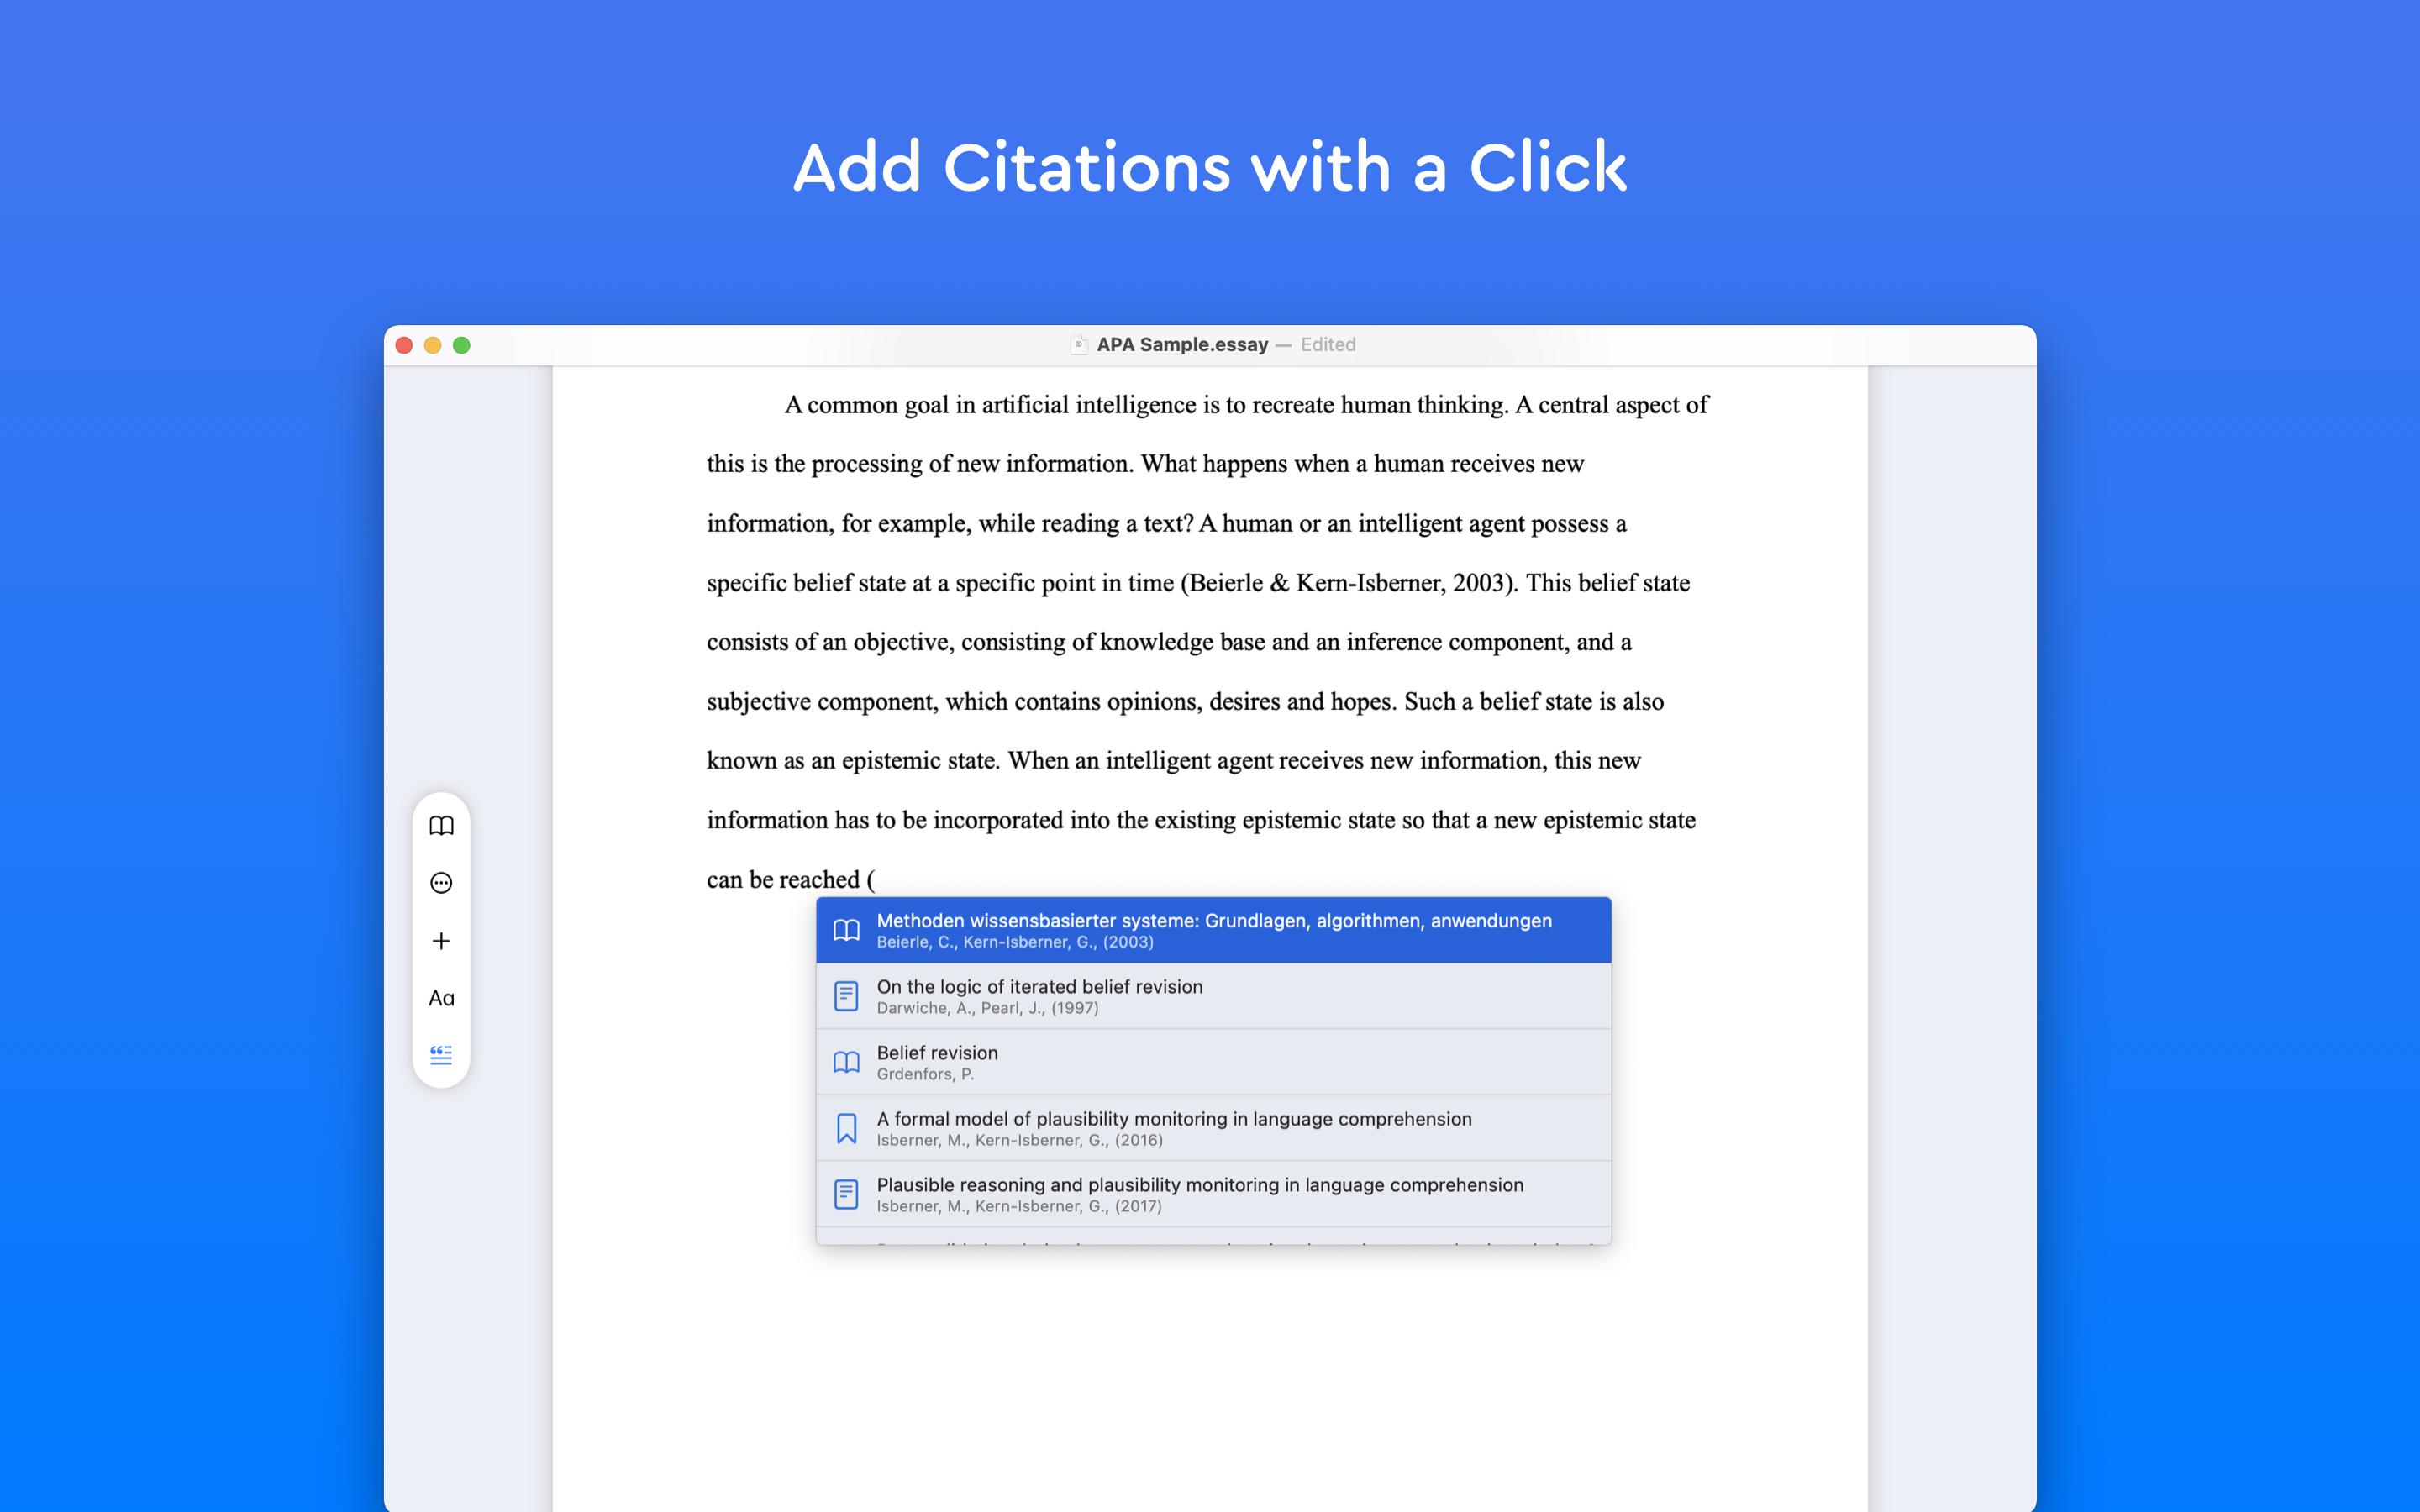 Add Citations with a Click
APA Sample.essay — Edited
A common goal in artificial intelligence is to recreate human thinking. A central aspect of
this is the processing of new information. What happens when a human receives new
information, for example, while reading a text? A human or an intelligent agent possess a
specific belief state at a specific point in time (Beierle & Kern-Isberner, 2003). This belief state
consists of an objective, consisting of knowledge base and an inference component, and a
subjective component, which contains opinions, desires and hopes. Such a belief state is also
known as an epistemic state. When an intelligent agent receives new information, this new
information has to be incorporated into the existing epistemic state so that a new epistemic state
can be reached (
Methoden wissensbasierter systeme: Grundlagen, algorithmen, anwendungen
Beierle, C., Kern-Isberner, G., (2003)
On the logic of iterated belief revision
Darwiche, A., Pearl, J., (1997)
Belief revision
Grdenfors, P.
A formal model of plausibility monitoring in language comprehension
Isberner, M., Kern-Isberner, G., (2016)
Plausible reasoning and plausibility monitoring in language comprehension
Isberner, M., Kern-Isberner, G., (2017)
Aa